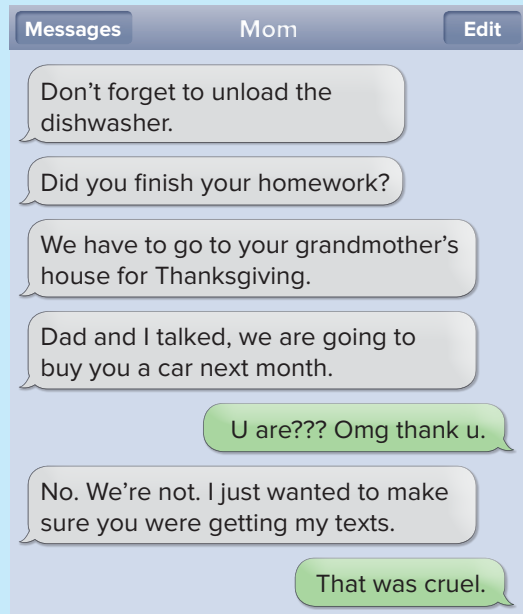 Messages
Mom
Edit
Don’t forget to unload the
dishwasher.
Did you finish your homework?
We have to go to your grandmother’s
house for Thanksgiving.
Dad and I talked, we are going to
buy you a car next month.
U are??? Omg thank u.
No. We’re not. I just wanted to make
sure you were getting my texts.
That was cruel.